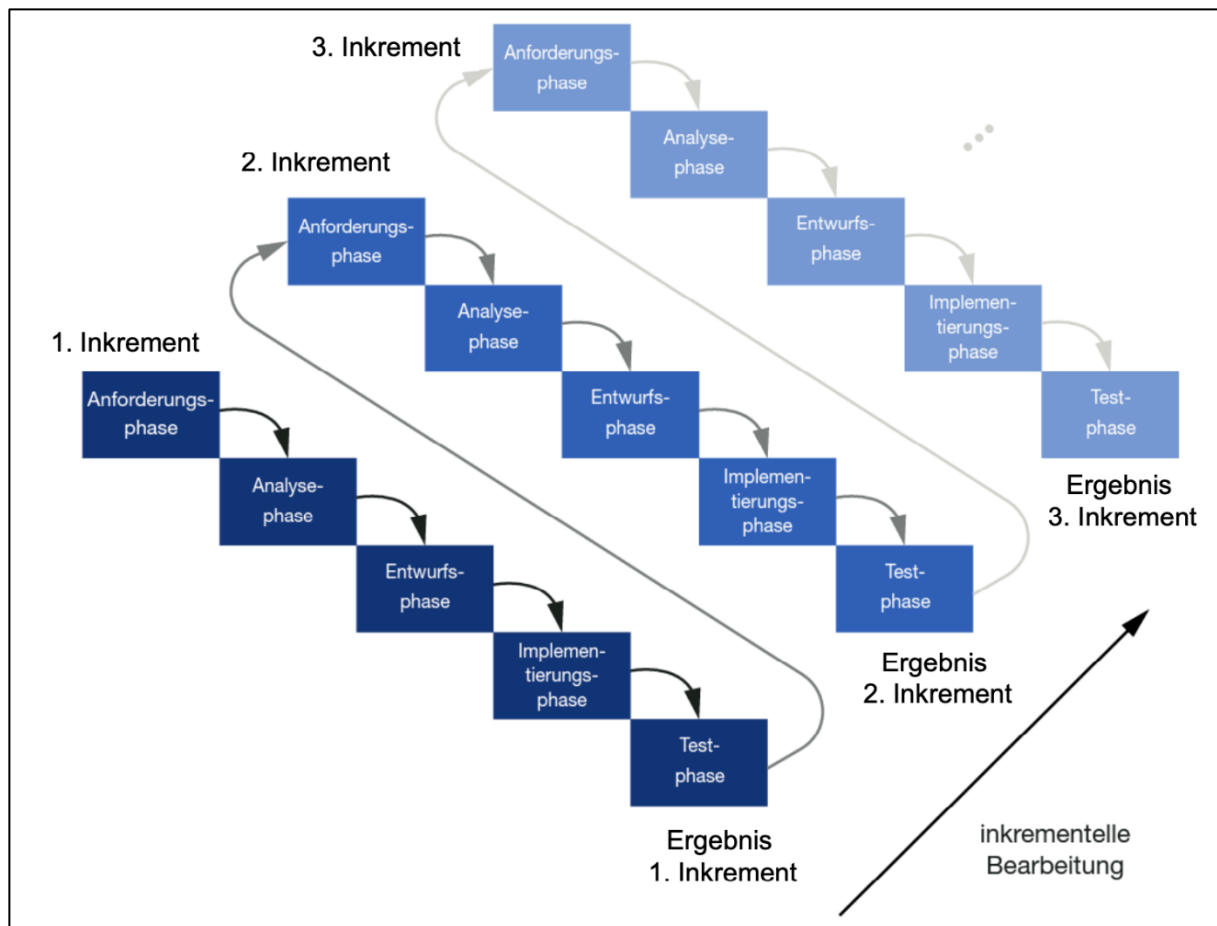 3. Inkrement
Anforderungs-
phase
Analyse-
phase
Entwurfs-
phase
Implemen-
tierungs-
phase
Test-
phase
Ergebnis
3. Inkrement
2. Inkrement
Anforderungs-
phase
Analyse-
phase
Entwurfs-
phase
Implemen-
tierungs-
phase
Test-
phase
Ergebnis
2. Inkrement
1. Inkrement
Anforderungs-
phase
Analyse-
phase
Entwurfs-
phase
Implemen-
tierungs-
phase
Test-
phase
Ergebnis
1. Inkrement
inkrementelle
Bearbeitung